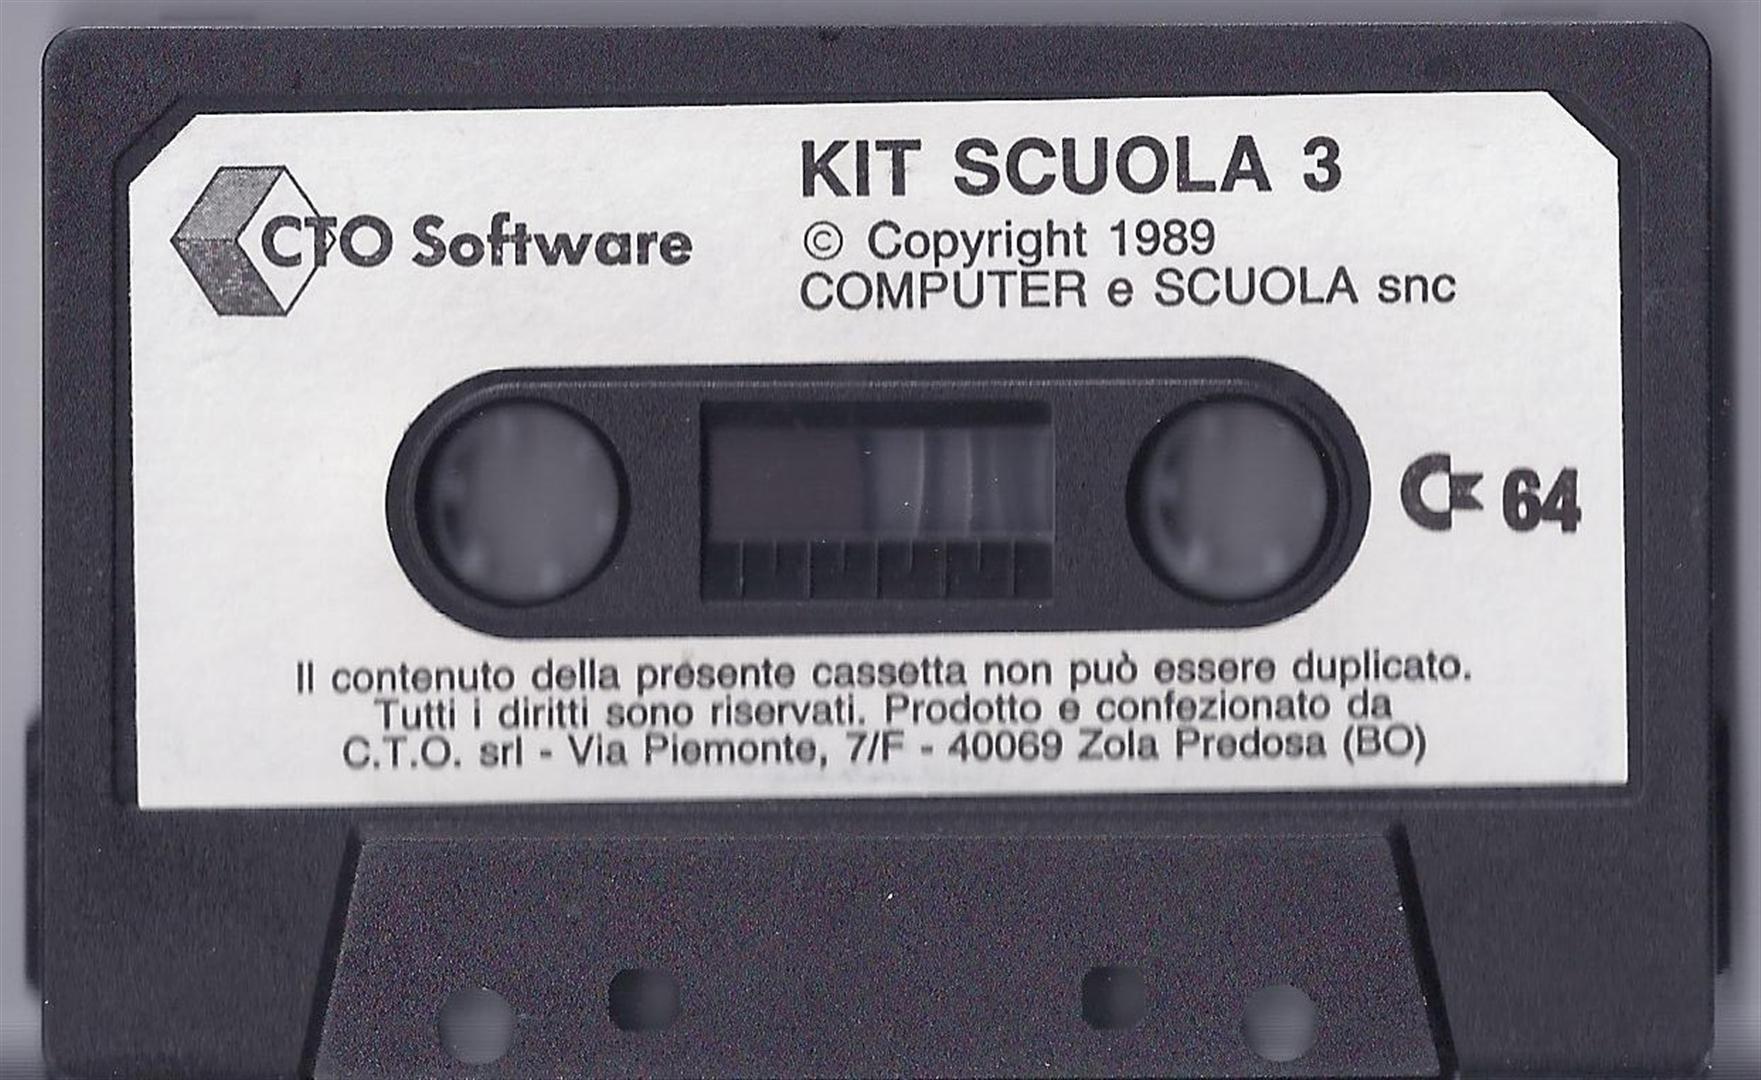 CTO Software
KIT SCUOLA 3
© Copyright 1989
COMPUTER e SCUOLA snc
64
Il contenuto della presente cassetta non può essere duplicato.
Tutti i diritti sono riservati. Prodotto e confezionato da
C.T.O. srl - Via Piemonte, 7/F - 40069 Zola Predosa (BO)